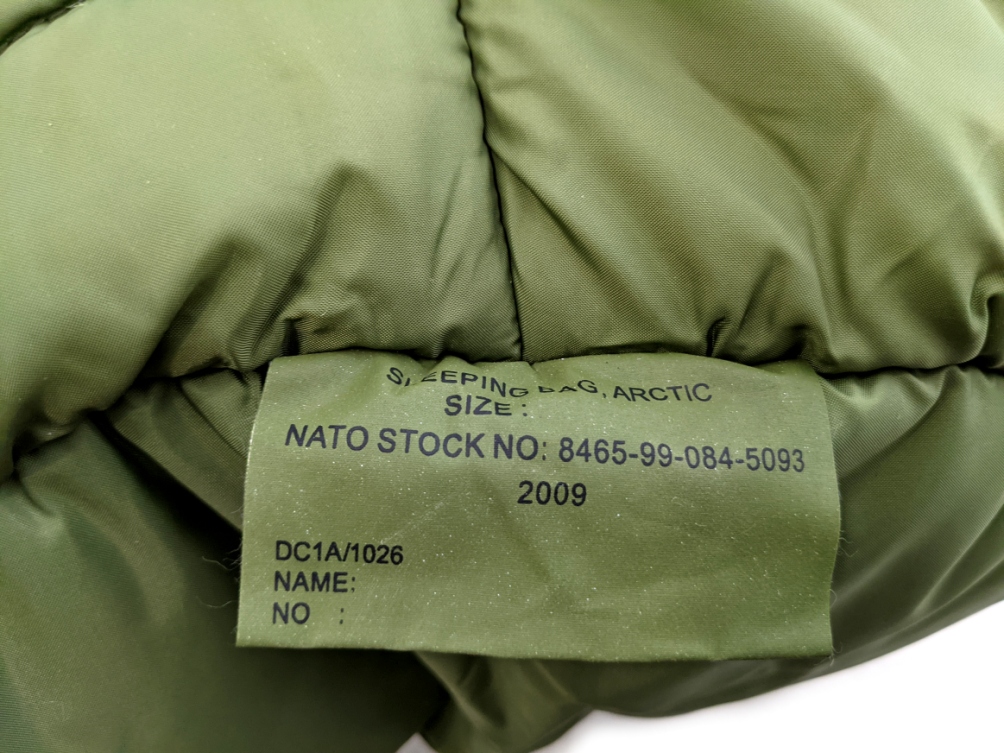 SLEEPING BAG, ARCTIC
SIZE :
NATO STOCK NO: 8465-99-084-5093
2009
DC1A/1026
NAME:
NO :